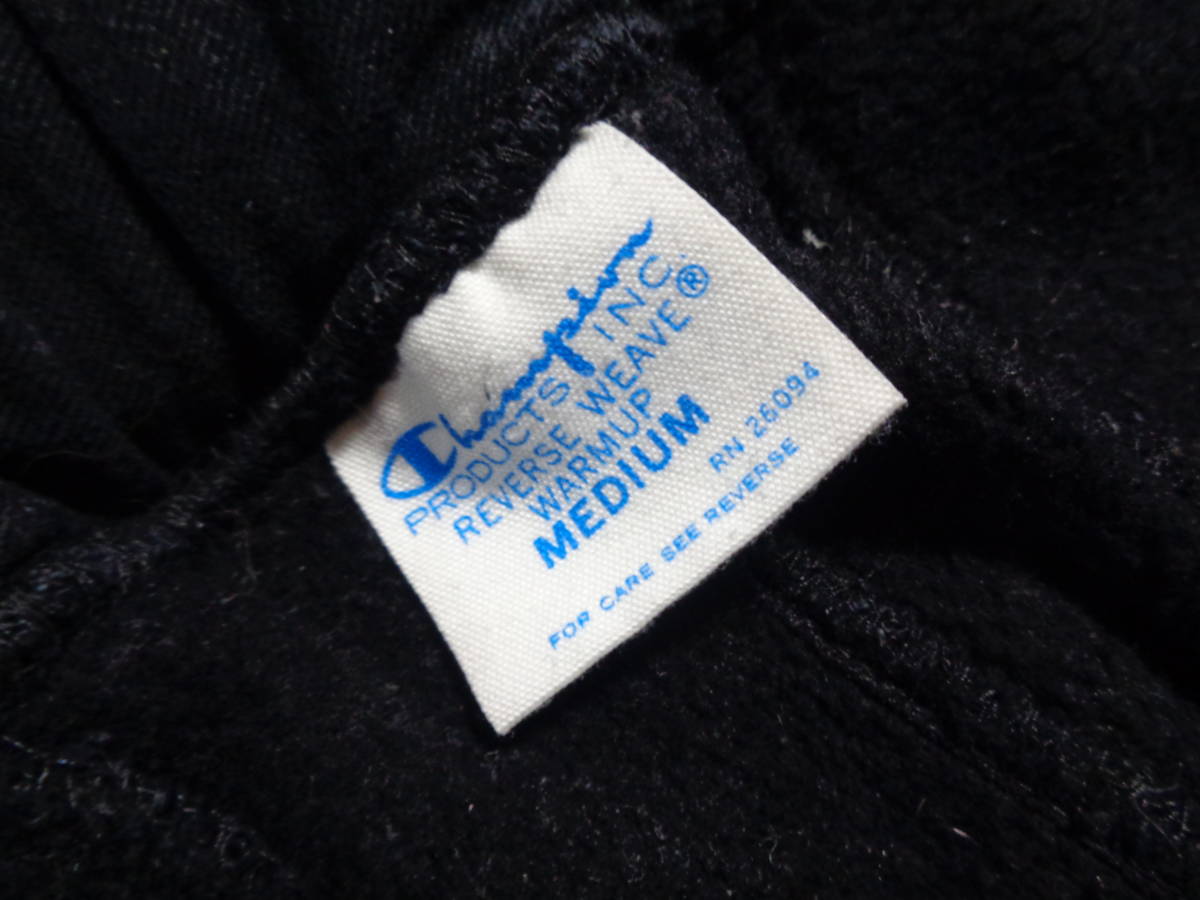 Champion
PRODUCTS INC.
REVERSE WEAVE®
WARMUP
MEDIUM
RN 26094
FOR CARE SEE REVERSE